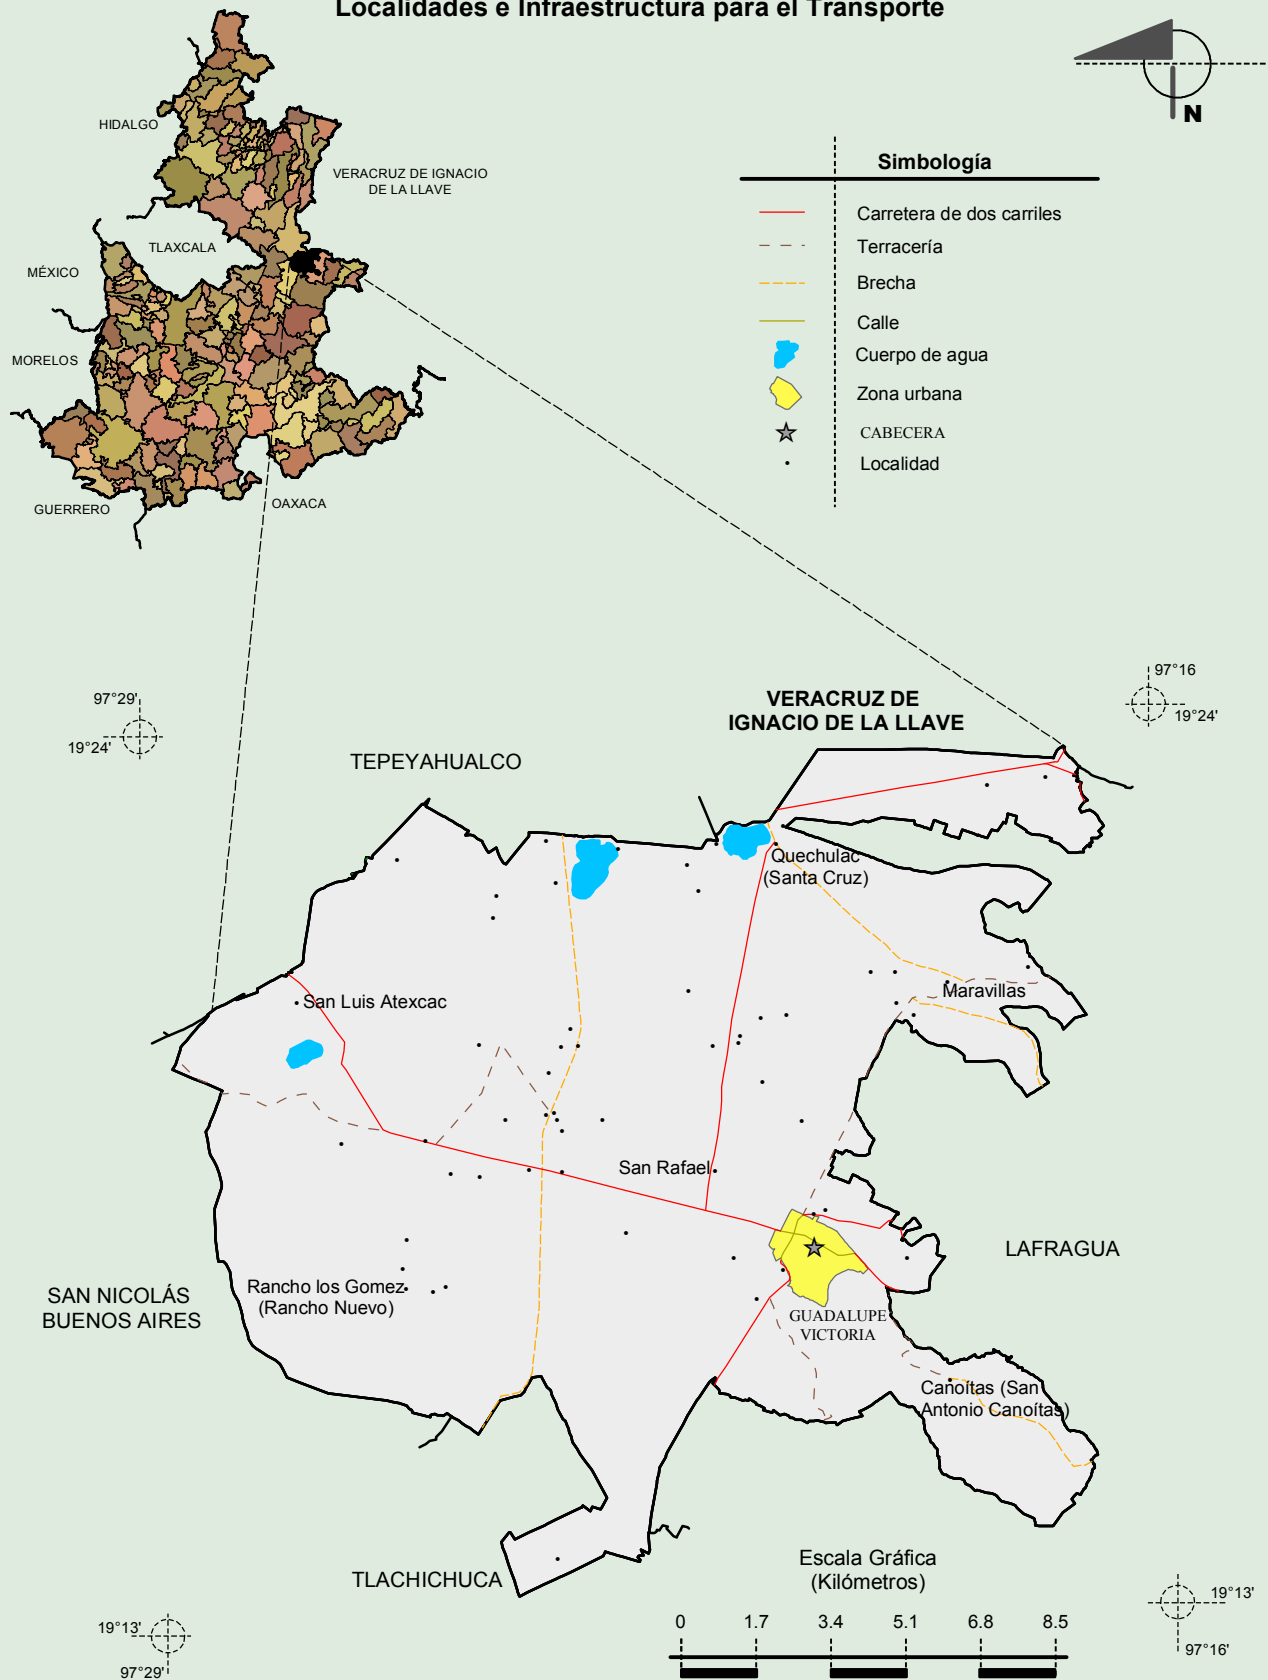 Localidades e Infraestructura para el Transporte
N
HIDALGO
VERACRUZ DE IGNACIO
DE LA LLAVE
TLAXCALA
MÉXICO
MORELOS
GUERRERO
OAXACA
Simbología
Carretera de dos carriles
Terracería
Brecha
Calle
Cuerpo de agua
Zona urbana
CABECERA
Localidad
97°29'
19°24'
97°16
19°24'
VERACRUZ DE
IGNACIO DE LA LLAVE
TEPEYAHUALCO
Quechulac
(Santa Cruz)
San Luis Atexcac
Maravillas
San Rafael
LAFRAGUA
SAN NICOLÁS
BUENOS AIRES
Rancho los Gomez
(Rancho Nuevo)
GUADALUPE
VICTORIA
Canoítas (San
Antonio Canoítas)
TLACHICHUCA
Escala Gráfica
(Kilómetros)
0 1.7 3.4 5.1 6.8 8.5
19°13'
97°29'
19°13'
97°16'